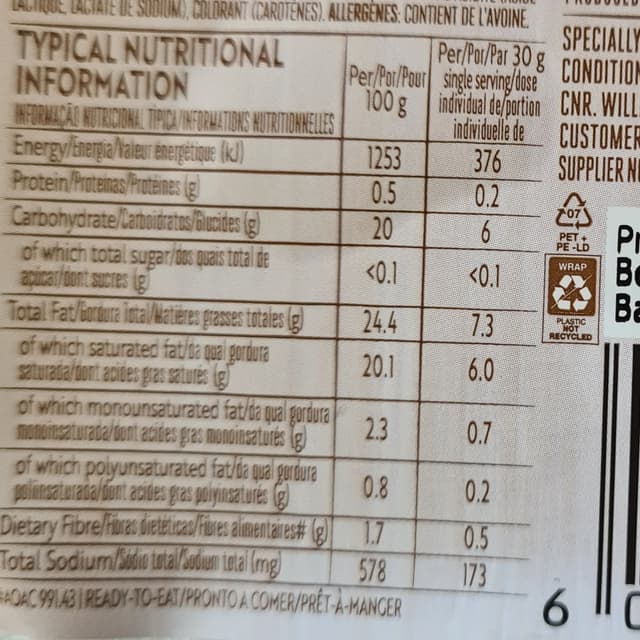 LACTIQUE, LACTATE DE SODIUM), COLORANT (CAROTÈNES). ALLERGÈNES: CONTIENT DE L'AVOINE.
TYPICAL NUTRITIONAL
INFORMATION
INFORMAÇÃO NUTRICIONAL TÍPICA/INFORMATIONS NUTRITIONNELLES
Per/Por/Pour
100 g
Per/Por/Par 30 g
single serving/dose
individual de/portion
individuelle de
Energy/Energia/Valeur énergétique (kJ) 1253 376
Protein/Proteínas/Protéines (g) 0.5 0.2
Carbohydrate/Carboidratos/Glucides (g) 20 6
of which total sugar/dos quais total de
açúcar/dont sucres (g) <0.1 <0.1
Total Fat/Gordura Total/Matières grasses totales (g) 24.4 7.3
of which saturated fat/da qual gordura
saturada/dont acides gras saturés (g) 20.1 6.0
of which monounsaturated fat/da qual gordura
monoinsaturada/dont acides gras monoinsaturés (g) 2.3 0.7
of which polyunsaturated fat/da qual gordura
poliinsaturada/dont acides gras polyinsaturés (g) 0.8 0.2
Dietary Fibre/Fibras dietéticas/Fibres alimentaires# (g) 1.7 0.5
Total Sodium/Sódio total/Sodium total (mg) 578 173
#AOAC 991.43 | READY-TO-EAT/PRONTO A COMER/PRÊT-À-MANGER
SPECIALLY
CONDITION
CNR. WILL
CUSTOMER
SUPPLIER
07
PET +
PE-LD
WRAP
PLASTIC
NOT
RECYCLED
6